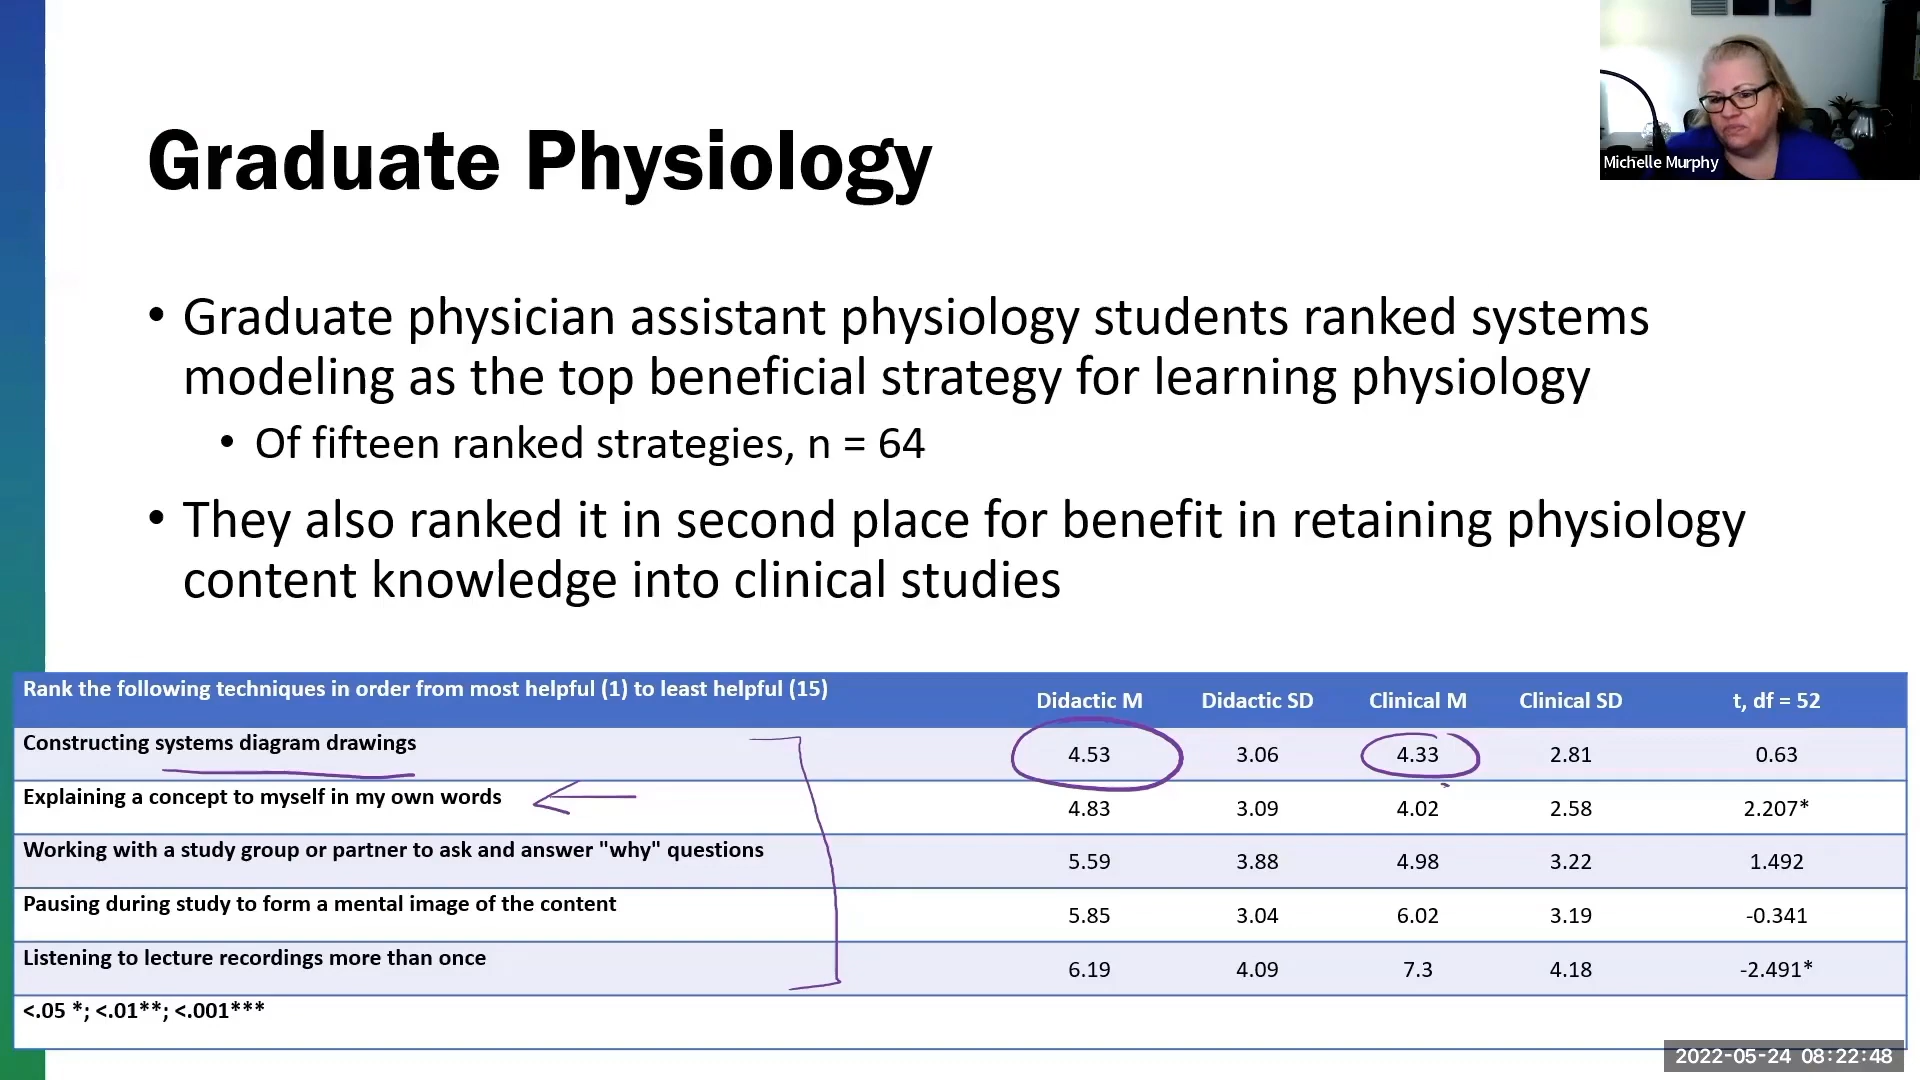 Michelle Murphy
Graduate Physiology
• Graduate physician assistant physiology students ranked systems
modeling as the top beneficial strategy for learning physiology
• Of fifteen ranked strategies, n = 64
• They also ranked it in second place for benefit in retaining physiology
content knowledge into clinical studies
Rank the following techniques in order from most helpful (1) to least helpful (15) Didactic M Didactic SD Clinical M Clinical SD t, df = 52
Constructing systems diagram drawings 4.53 3.06 4.33 2.81 0.63
Explaining a concept to myself in my own words 4.83 3.09 4.02 2.58 2.207*
Working with a study group or partner to ask and answer "why" questions 5.59 3.88 4.98 3.22 1.492
Pausing during study to form a mental image of the content 5.85 3.04 6.02 3.19 -0.341
Listening to lecture recordings more than once 6.19 4.09 7.3 4.18 -2.491*
<.05 *; <.01**; <.001***
2022-05-24 08:22:48